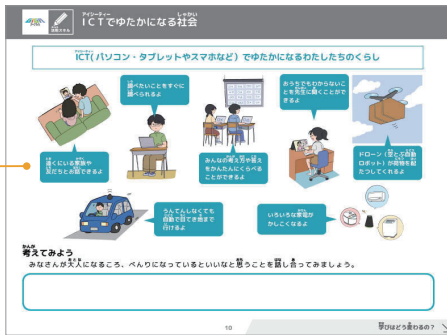 ICTでゆたかになる社会
ICT(パソコン・タブレットやスマホなど)でゆたかになるわたしたちのくらし
遠くにいる家族や
友だちとお話できるよ
調べたいことをすぐに
調べられるよ
みんなの考え方や答え
をかんたんにくらべる
ことができるよ
おうちでもわからないこ
とを先生に聞くことがで
きるよ
ドローン(空とぶ自動
ロボット)が荷物を配
たつしてくれるよ
うんてんしなくても
自動で目てき地まで
行けるよ
いろいろな家電が
かしこくなるよ
考えてみよう
みなさんが大人になるころ、べんりになっているといいなと思うことを話し合ってみましょう。
10
学びはどう変わるの?